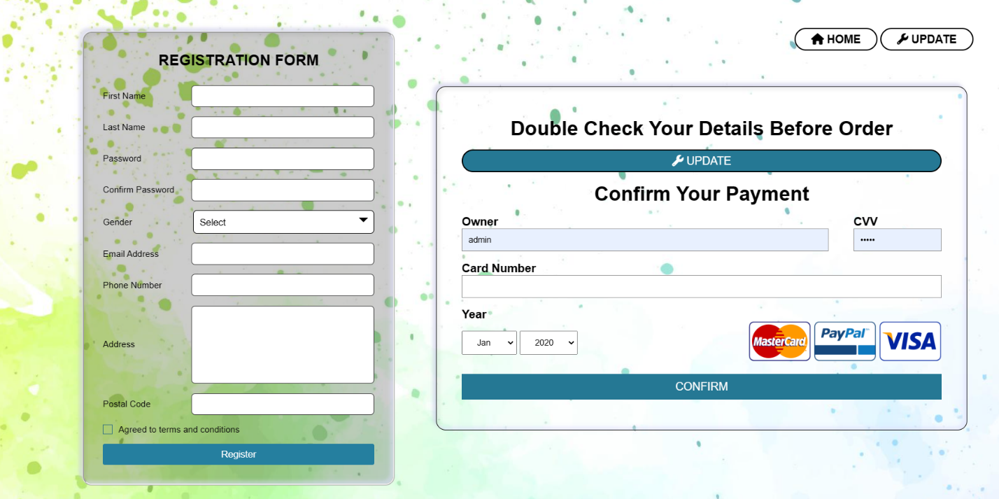 HOME
UPDATE
REGISTRATION FORM
First Name
Last Name
Password
Confirm Password
Gender
Select
Email Address
Phone Number
Address
Postal Code
Agreed to terms and conditions
Register
Double Check Your Details Before Order
UPDATE
Confirm Your Payment
Owner
CVV
admin
•••••
Card Number
Year
Jan
2020
MasterCard
PayPal
VISA
CONFIRM